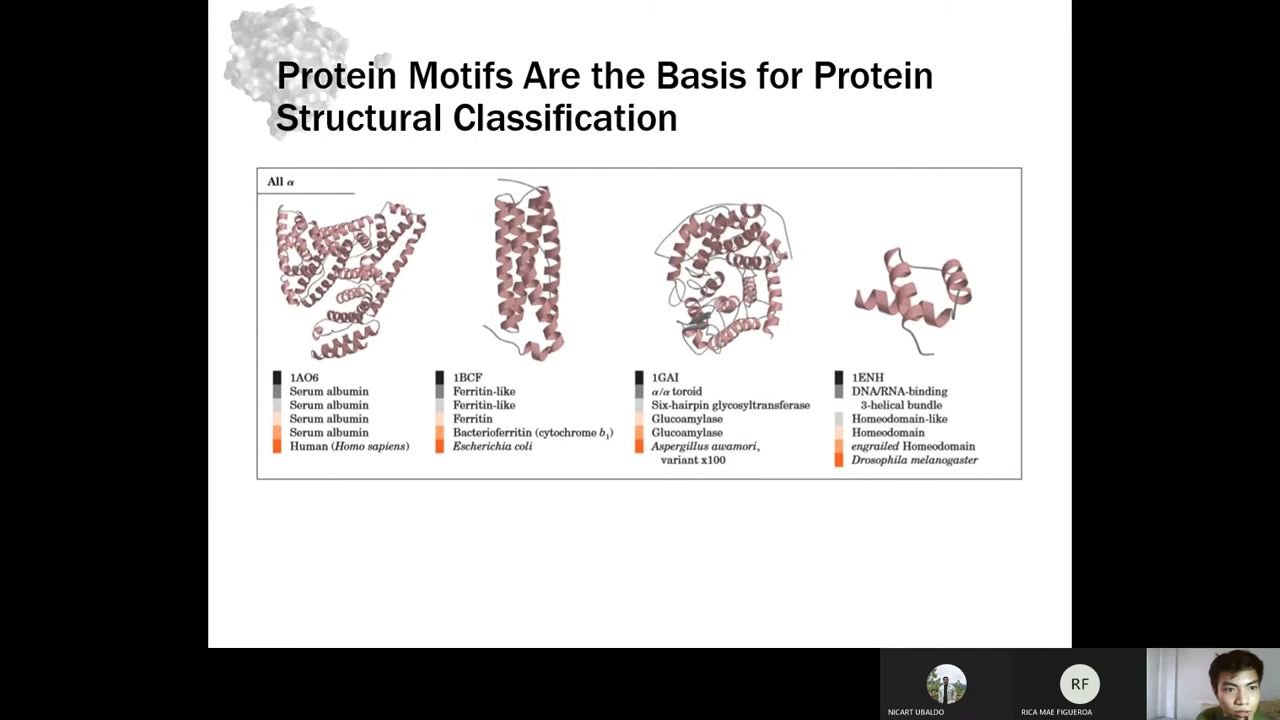 Protein Motifs Are the Basis for Protein
Structural Classification
All α
1AO6
Serum albumin
Serum albumin
Serum albumin
Serum albumin
Human (Homo sapiens)
1BCF
Ferritin-like
Ferritin-like
Ferritin
Bacterioferritin (cytochrome b₁)
Escherichia coli
1GAI
α/α toroid
Six-hairpin glycosyltransferase
Glucoamylase
Glucoamylase
Aspergillus awamori,
variant x100
1ENH
DNA/RNA-binding
3-helical bundle
Homeodomain-like
Homeodomain
engrailed Homeodomain
Drosophila melanogaster
RF
NICART UBALDO
RICA MAE FIGUEROA